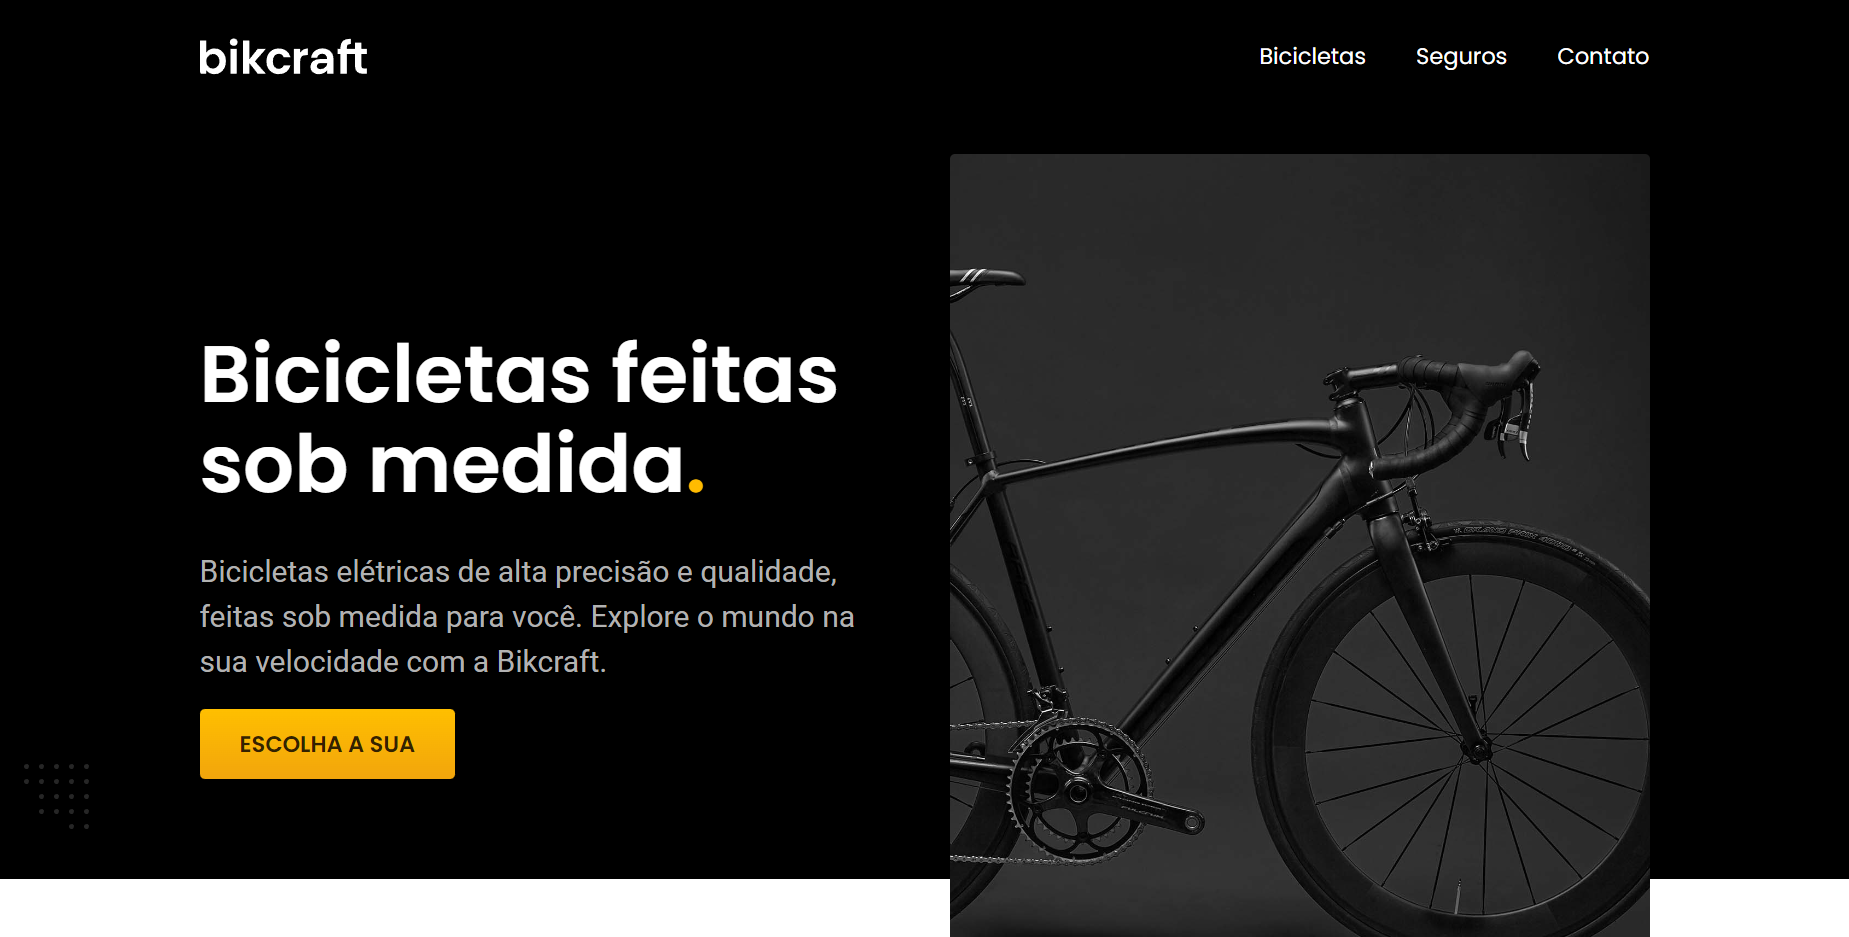 bikcraft
Bicicletas Seguros Contato
Bicicletas feitas
sob medida.
Bicicletas elétricas de alta precisão e qualidade,
feitas sob medida para você. Explore o mundo na
sua velocidade com a Bikcraft.
ESCOLHA A SUA